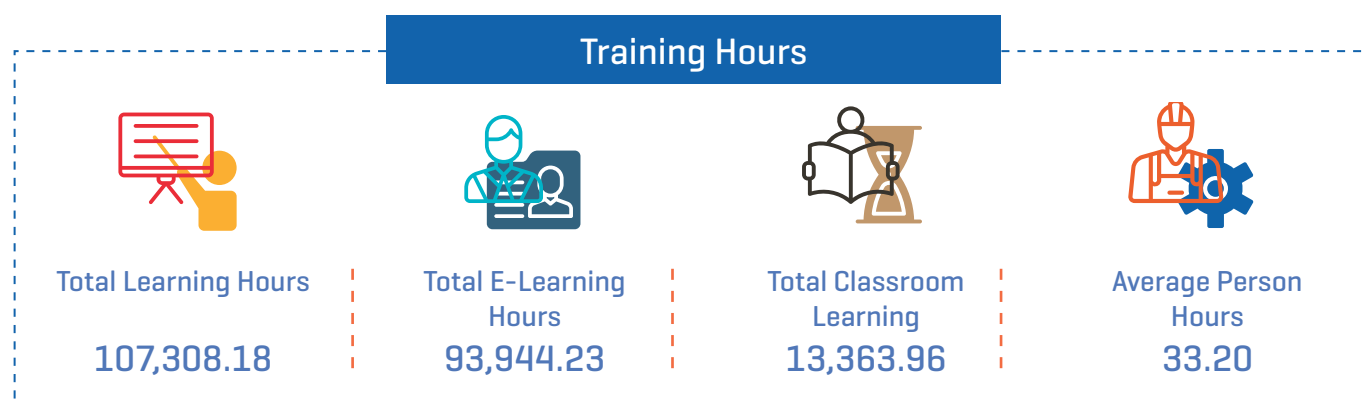 Training Hours
Total Learning Hours
107,308.18
Total E-Learning
Hours
93,944.23
Total Classroom
Learning
13,363.96
Average Person
Hours
33.20